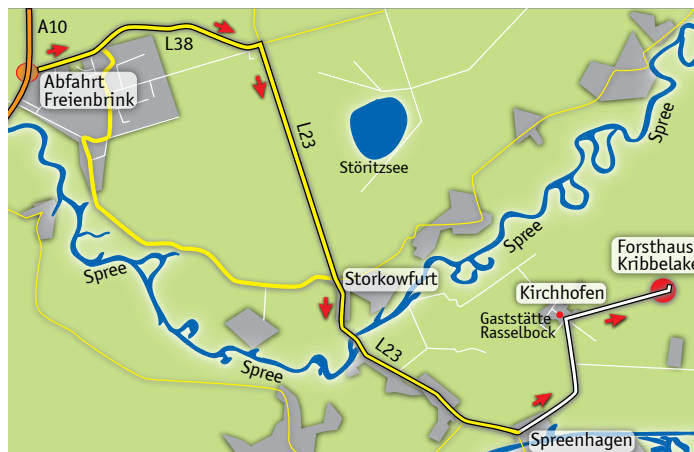 A10
L38
Abfahrt
Freienbrink
L23
Störitzsee
Spree
Spree
Forsthaus
Kribbelake
Spree
Storkowfurt
Kirchhofen
Gaststätte
Rasselbock
L23
Spree
Spreenhagen